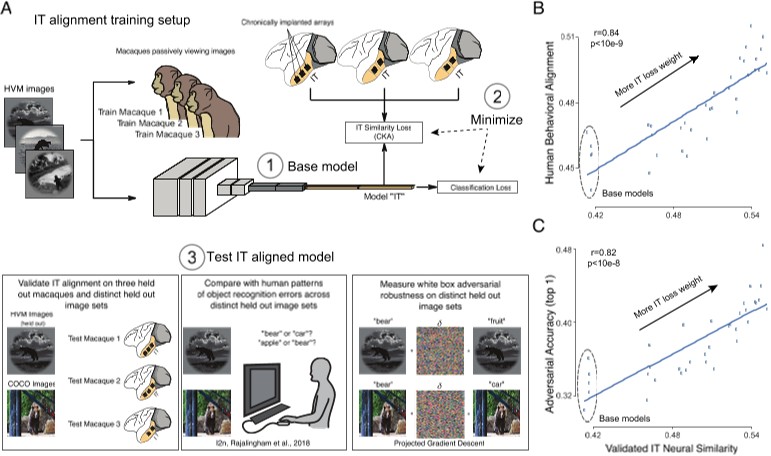 A
IT alignment training setup
Chronically implanted arrays
Macaques passively viewing images
HVM images
IT
IT
IT
Train Macaque 1
Train Macaque 2
Train Macaque 3
IT Similarity Loss
(CKA)
2
Minimize
1
Base model
Model "IT"
Classification Loss
3
Test IT aligned model
Validate IT alignment on three held
out macaques and distinct held out
image sets
HVM Images
(held out)
Test Macaque 1
Test Macaque 2
COCO Images
Test Macaque 3
Compare with human patterns
of object recognition errors across
distinct held out image sets
"bear" or "car"?
"apple" or "bear"?
I2n, Rajalingham et al., 2018
Measure white box adversarial
robustness on distinct held out
image sets
"bear"
δ
"fruit"
"bear"
δ
"car"
Projected Gradient Descent
B
r=0.84
p<10e-9
More IT loss weight
Human Behavioral Alignment
0.51
0.48
0.45
Base models
0.42
0.48
0.54
C
r=0.82
p<10e-8
More IT loss weight
Adversarial Accuracy (top 1)
0.48
0.40
0.32
Base models
0.42
0.48
0.54
Validated IT Neural Similarity